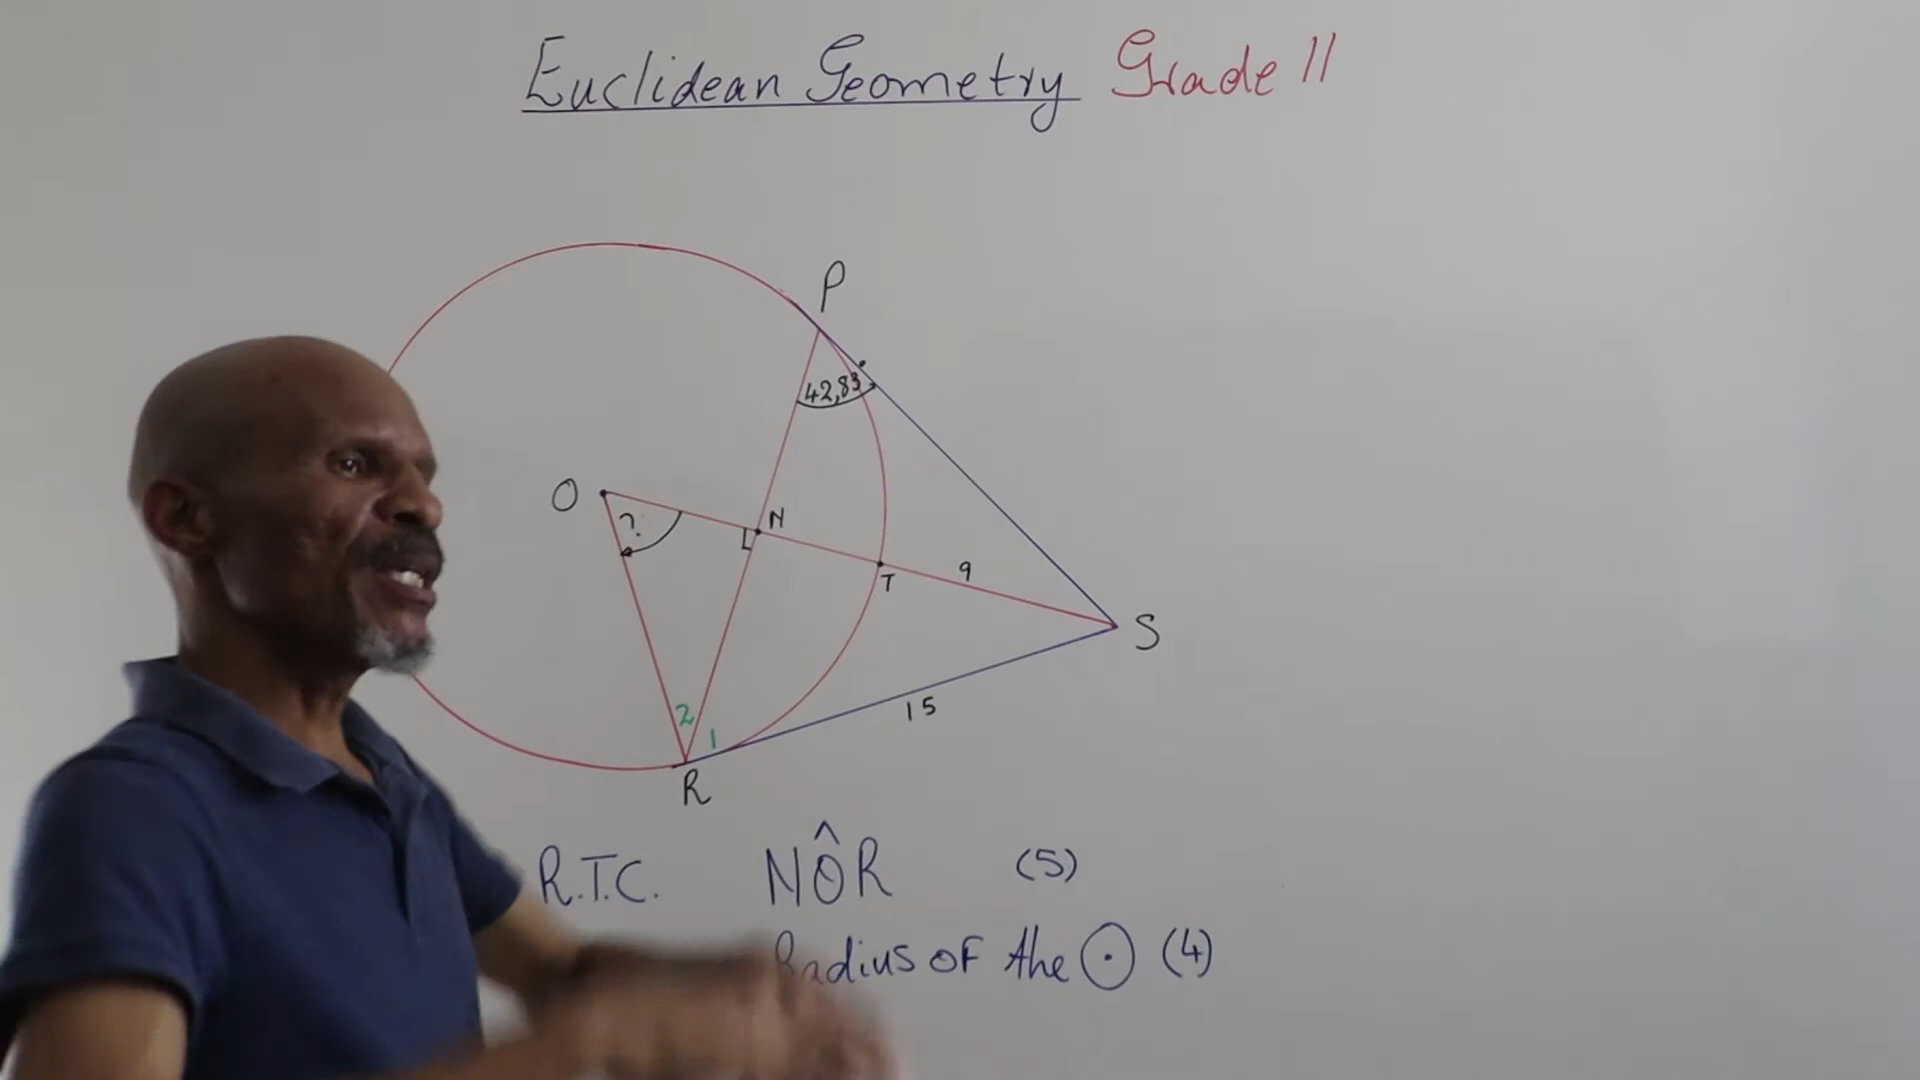 Euclidean Geometry Grade 11
P
42,83
O
?
N
T
9
S
2
1
15
R
R.T.C. NÔR (5)
Radius of the ⊙ (4)